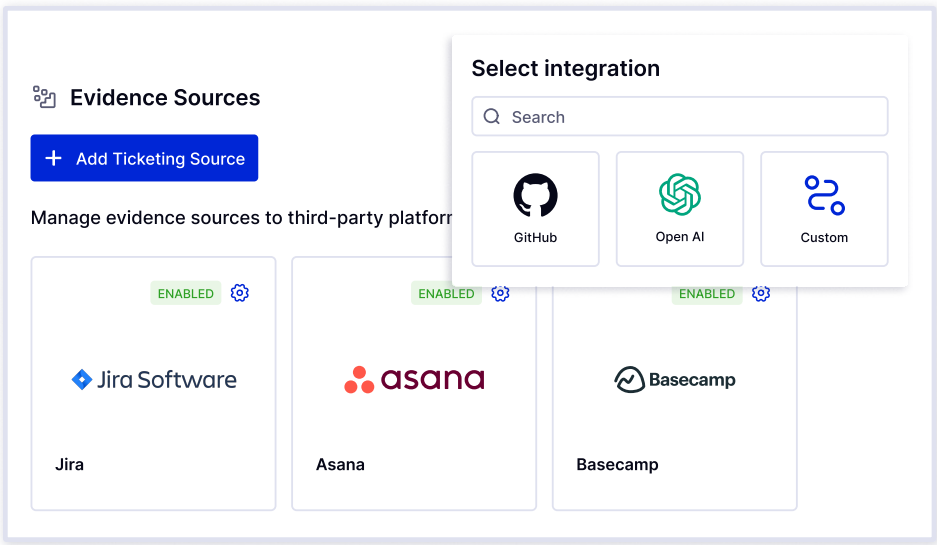 Evidence Sources
Add Ticketing Source
Manage evidence sources to third-party
ENABLED
Jira Software
Jira
ENABLED
asana
Asana
ENABLED
Basecamp
Basecamp
Select integration
Search
GitHub
Open AI
Custom